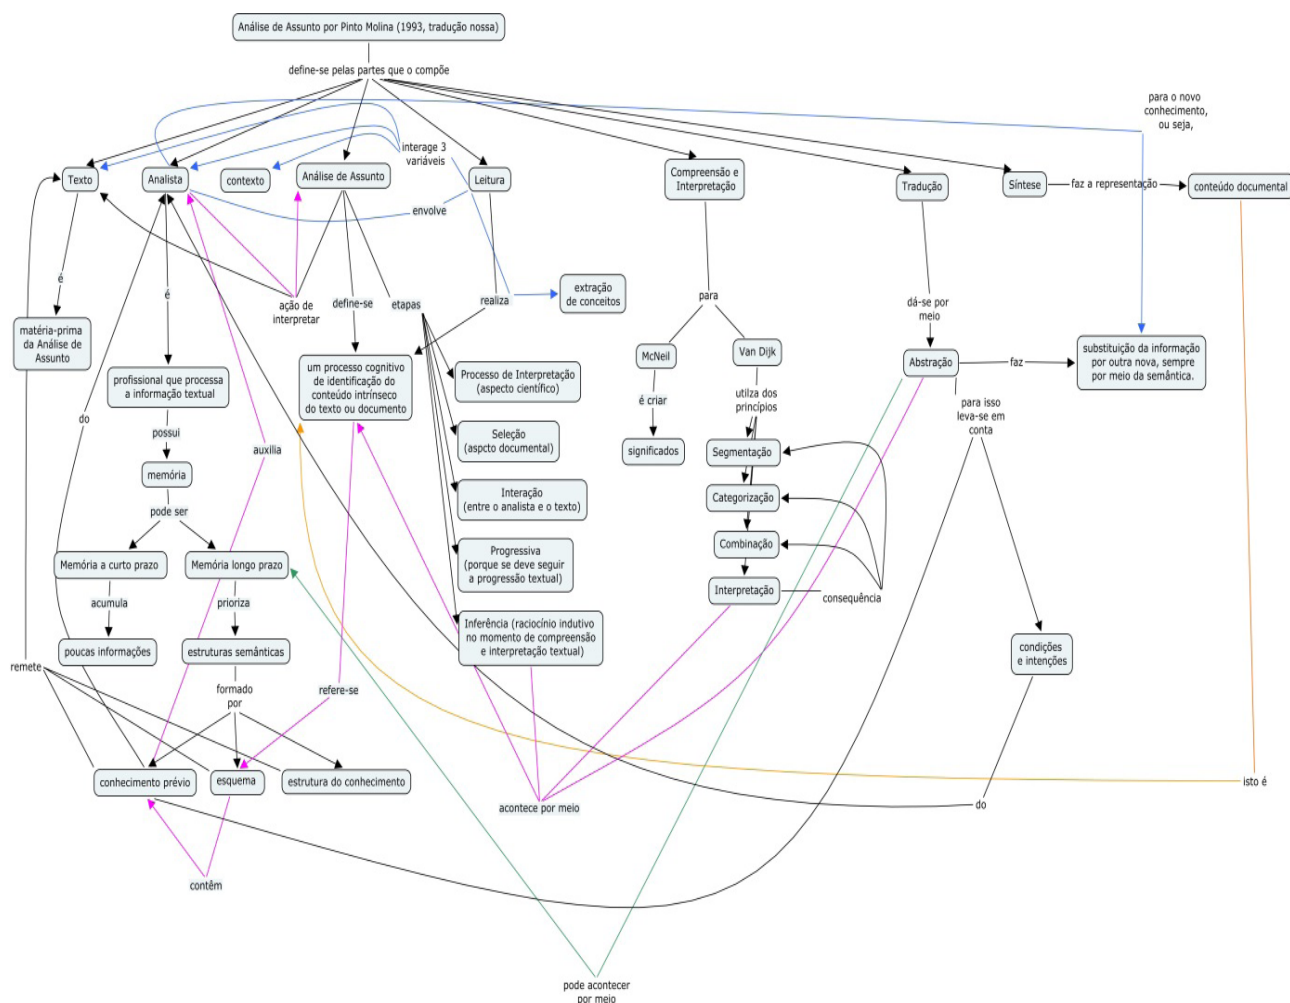 Análise de Assunto por Pinto Molina (1993, tradução nossa)
define-se pelas partes que o compõe
para o novo
conhecimento,
ou seja,
interage 3
variáveis
Texto
Analista
contexto
Análise de Assunto
Leitura
Compreensão e
Interpretação
Tradução
Síntese
faz a representação
conteúdo documental
envolve
é
é
ação de
interpretar
define-se
etapas
realiza
extração
de conceitos
para
dá-se por
meio
matéria-prima
da Análise de
Assunto
profissional que processa
a informação textual
um processo cognitivo
de identificação do
conteúdo intrínseco
do texto ou documento
Processo de Interpretação
(aspecto científico)
McNeil
Van Dijk
Abstração
faz
substituição da informação
por outra nova, sempre
por meio da semântica.
do
possui
auxilia
Seleção
(aspcto documental)
é criar
significados
utilza dos
princípios
Segmentação
para isso
leva-se em
conta
memória
pode ser
Interação
(entre o analista e o texto)
Categorização
Combinação
Memória a curto prazo
Memória longo prazo
Progressiva
(porque se deve seguir
a progressão textual)
Interpretação
consequência
acumula
prioriza
poucas informações
estruturas semânticas
Inferência (raciocínio indutivo
no momento de compreensão
e interpretação textual)
condições
e intenções
remete
formado
por
refere-se
conhecimento prévio
esquema
estrutura do conhecimento
acontece por meio
do
isto é
contêm
pode acontecer
por meio